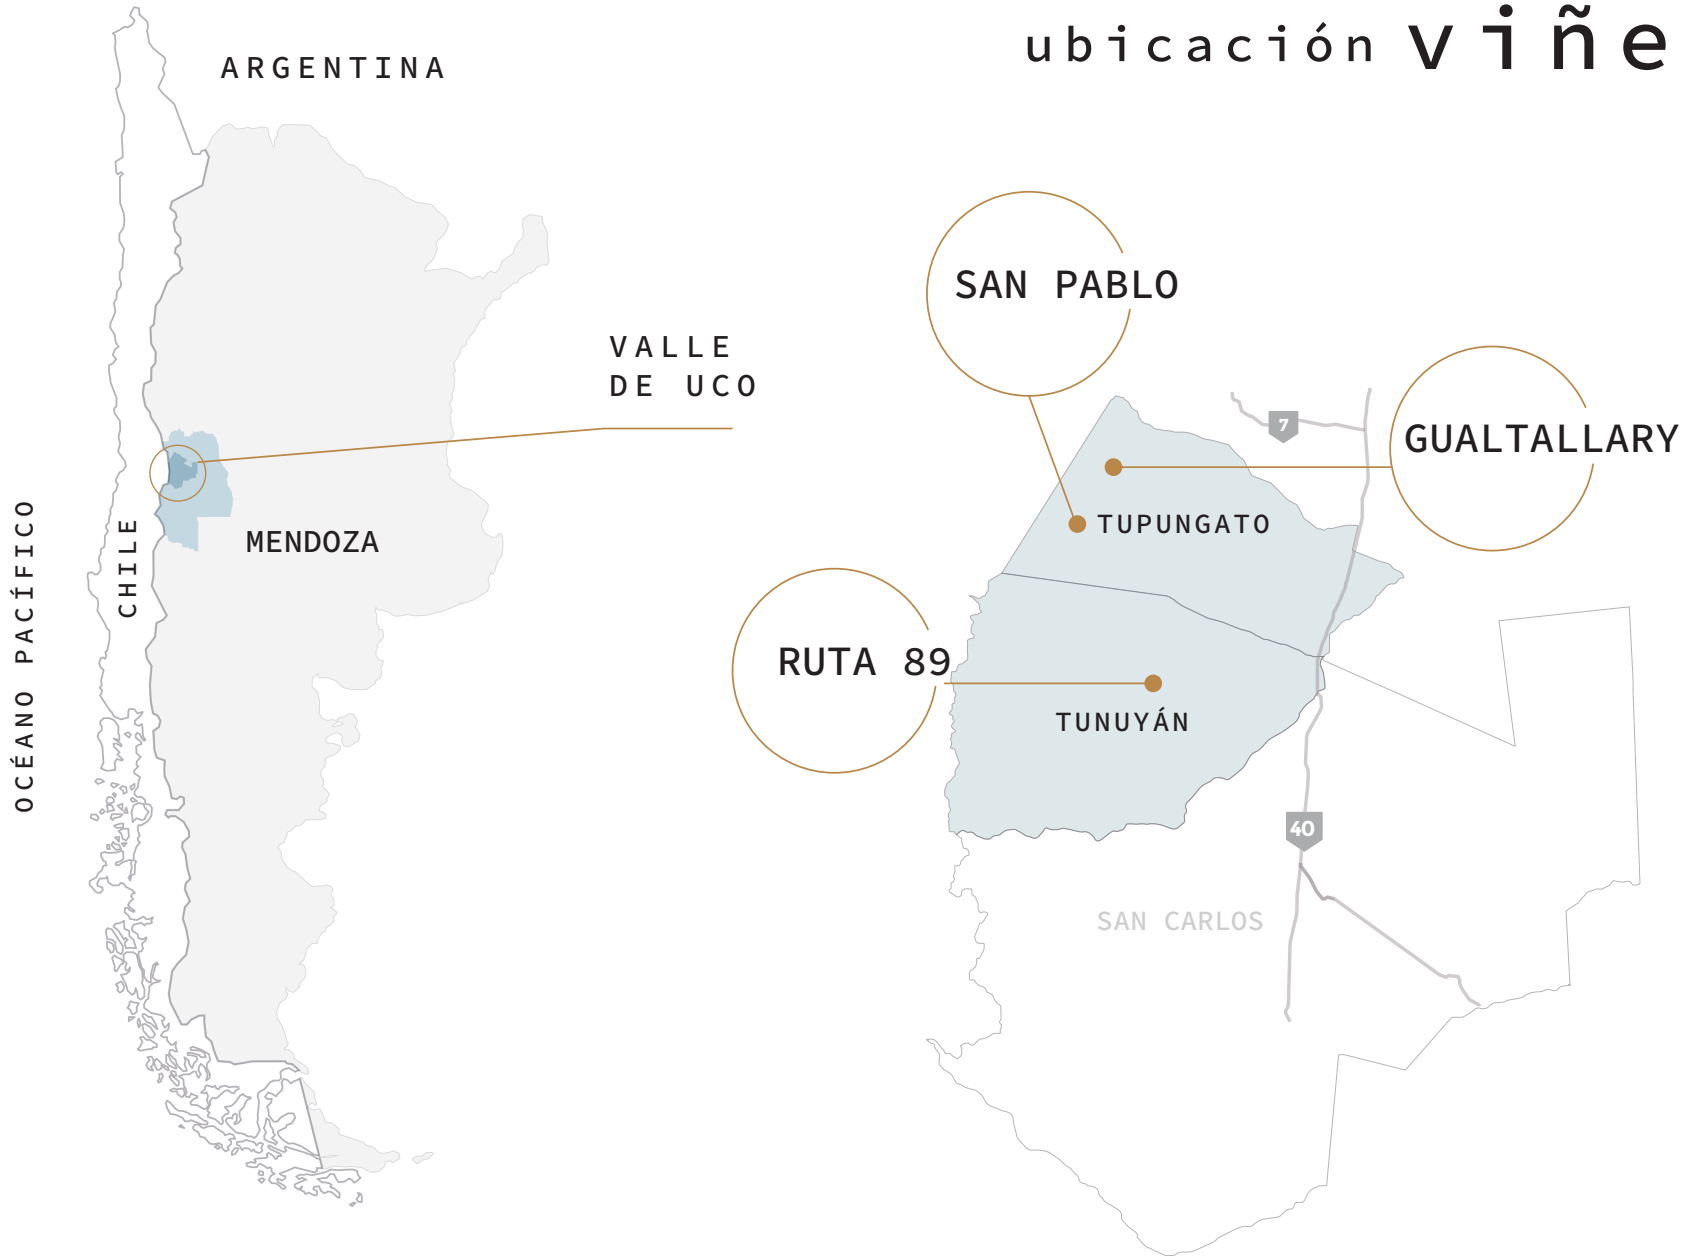 ubicación viñe
ARGENTINA
VALLE
DE UCO
MENDOZA
CHILE
OCÉANO PACÍFICO
SAN PABLO
GUALTALLARY
7
TUPUNGATO
RUTA 89
TUNUYÁN
40
SAN CARLOS